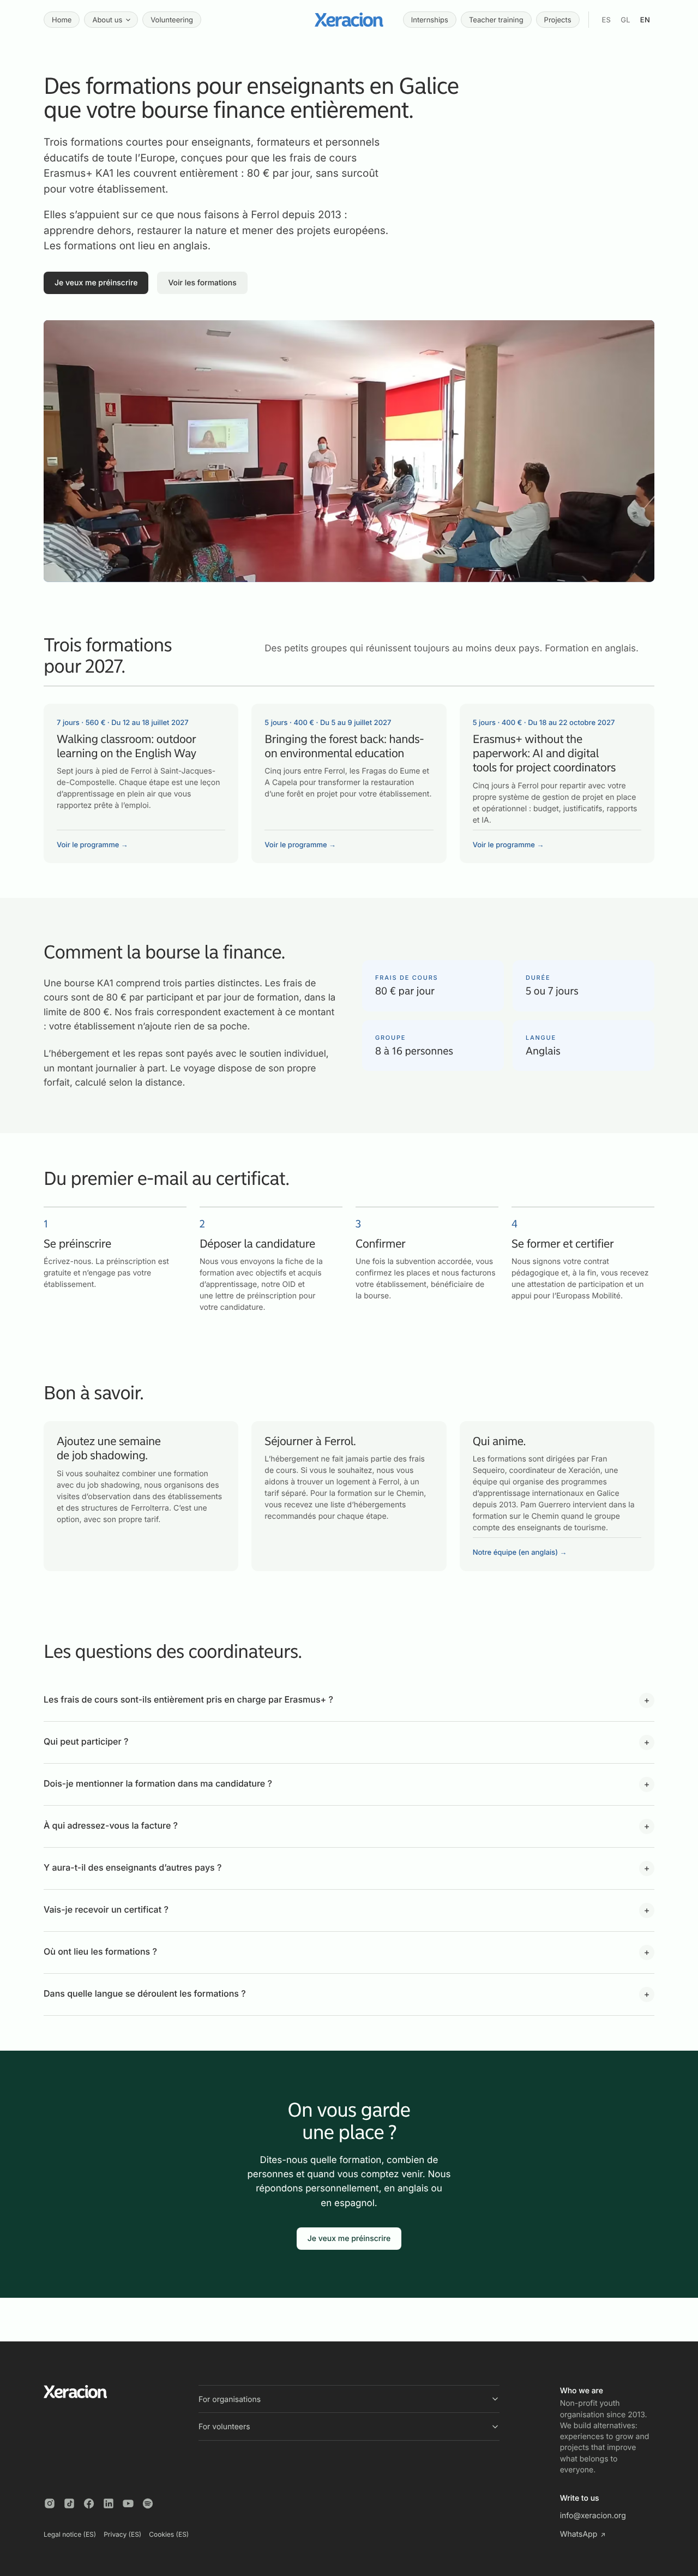 Home
About us
Volunteering
Xeracion
Internships
Teacher training
Projects
ES
GL
EN
Des formations pour enseignants en Galice
que votre bourse finance entièrement.
Trois formations courtes pour enseignants, formateurs et personnels
éducatifs de toute l’Europe, conçues pour que les frais de cours
Erasmus+ KA1 les couvrent entièrement : 80 € par jour, sans surcoût
pour votre établissement.
Elles s’appuient sur ce que nous faisons à Ferrol depuis 2013 :
apprendre dehors, restaurer la nature et mener des projets européens.
Les formations ont lieu en anglais.
Je veux me préinscrire
Voir les formations
Trois formations
pour 2027.
Des petits groupes qui réunissent toujours au moins deux pays. Formation en anglais.
7 jours · 560 € · Du 12 au 18 juillet 2027
Walking classroom: outdoor
learning on the English Way
Sept jours à pied de Ferrol à Saint-Jacques-
de-Compostelle. Chaque étape est une leçon
d’apprentissage en plein air que vous
rapportez prête à l’emploi.
Voir le programme →
5 jours · 400 € · Du 5 au 9 juillet 2027
Bringing the forest back: hands-
on environmental education
Cinq jours entre Ferrol, les Fragas do Eume et
A Capela pour transformer la restauration
d’une forêt en projet pour votre établissement.
Voir le programme →
5 jours · 400 € · Du 18 au 22 octobre 2027
Erasmus+ without the
paperwork: AI and digital
tools for project coordinators
Cinq jours à Ferrol pour repartir avec votre
propre système de gestion de projet en place
et opérationnel : budget, justificatifs, rapports
et IA.
Voir le programme →
Comment la bourse la finance.
Une bourse KA1 comprend trois parties distinctes. Les frais de
cours sont de 80 € par participant et par jour de formation, dans la
limite de 800 €. Nos frais correspondent exactement à ce montant
: votre établissement n’ajoute rien de sa poche.
L’hébergement et les repas sont payés avec le soutien individuel,
un montant journalier à part. Le voyage dispose de son propre
forfait, calculé selon la distance.
FRAIS DE COURS
80 € par jour
DURÉE
5 ou 7 jours
GROUPE
8 à 16 personnes
LANGUE
Anglais
Du premier e-mail au certificat.
1
Se préinscrire
Écrivez-nous. La préinscription est
gratuite et n’engage pas votre
établissement.
2
Déposer la candidature
Nous vous envoyons la fiche de la
formation avec objectifs et acquis
d’apprentissage, notre OID et
une lettre de préinscription pour
votre candidature.
3
Confirmer
Une fois la subvention accordée, vous
confirmez les places et nous facturons
votre établissement, bénéficiaire de
la bourse.
4
Se former et certifier
Nous signons votre contrat
pédagogique et, à la fin, vous recevez
une attestation de participation et un
appui pour l’Europass Mobilité.
Bon à savoir.
Ajoutez une semaine
de job shadowing.
Si vous souhaitez combiner une formation
avec du job shadowing, nous organisons des
visites d’observation dans des établissements
et des structures de Ferrolterra. C’est une
option, avec son propre tarif.
Séjourner à Ferrol.
L’hébergement ne fait jamais partie des frais
de cours. Si vous le souhaitez, nous vous
aidons à trouver un logement à Ferrol, à un
tarif séparé. Pour la formation sur le Chemin,
vous recevez une liste d’hébergements
recommandés pour chaque étape.
Qui anime.
Les formations sont dirigées par Fran
Sequeiro, coordinateur de Xeración, une
équipe qui organise des programmes
d’apprentissage internationaux en Galice
depuis 2013. Pam Guerrero intervient dans la
formation sur le Chemin quand le groupe
compte des enseignants de tourisme.
Notre équipe (en anglais) →
Les questions des coordinateurs.
Les frais de cours sont-ils entièrement pris en charge par Erasmus+ ?
+
Qui peut participer ?
+
Dois-je mentionner la formation dans ma candidature ?
+
À qui adressez-vous la facture ?
+
Y aura-t-il des enseignants d’autres pays ?
+
Vais-je recevoir un certificat ?
+
Où ont lieu les formations ?
+
Dans quelle langue se déroulent les formations ?
+
On vous garde
une place ?
Dites-nous quelle formation, combien de
personnes et quand vous comptez venir. Nous
répondons personnellement, en anglais ou
en espagnol.
Je veux me préinscrire
Xeracion
For organisations
For volunteers
Who we are
Non-profit youth
organisation since 2013.
We build alternatives:
experiences to grow and
projects that improve
what belongs to
everyone.
Write to us
info@xeracion.org
WhatsApp ↗
Legal notice (ES)
Privacy (ES)
Cookies (ES)